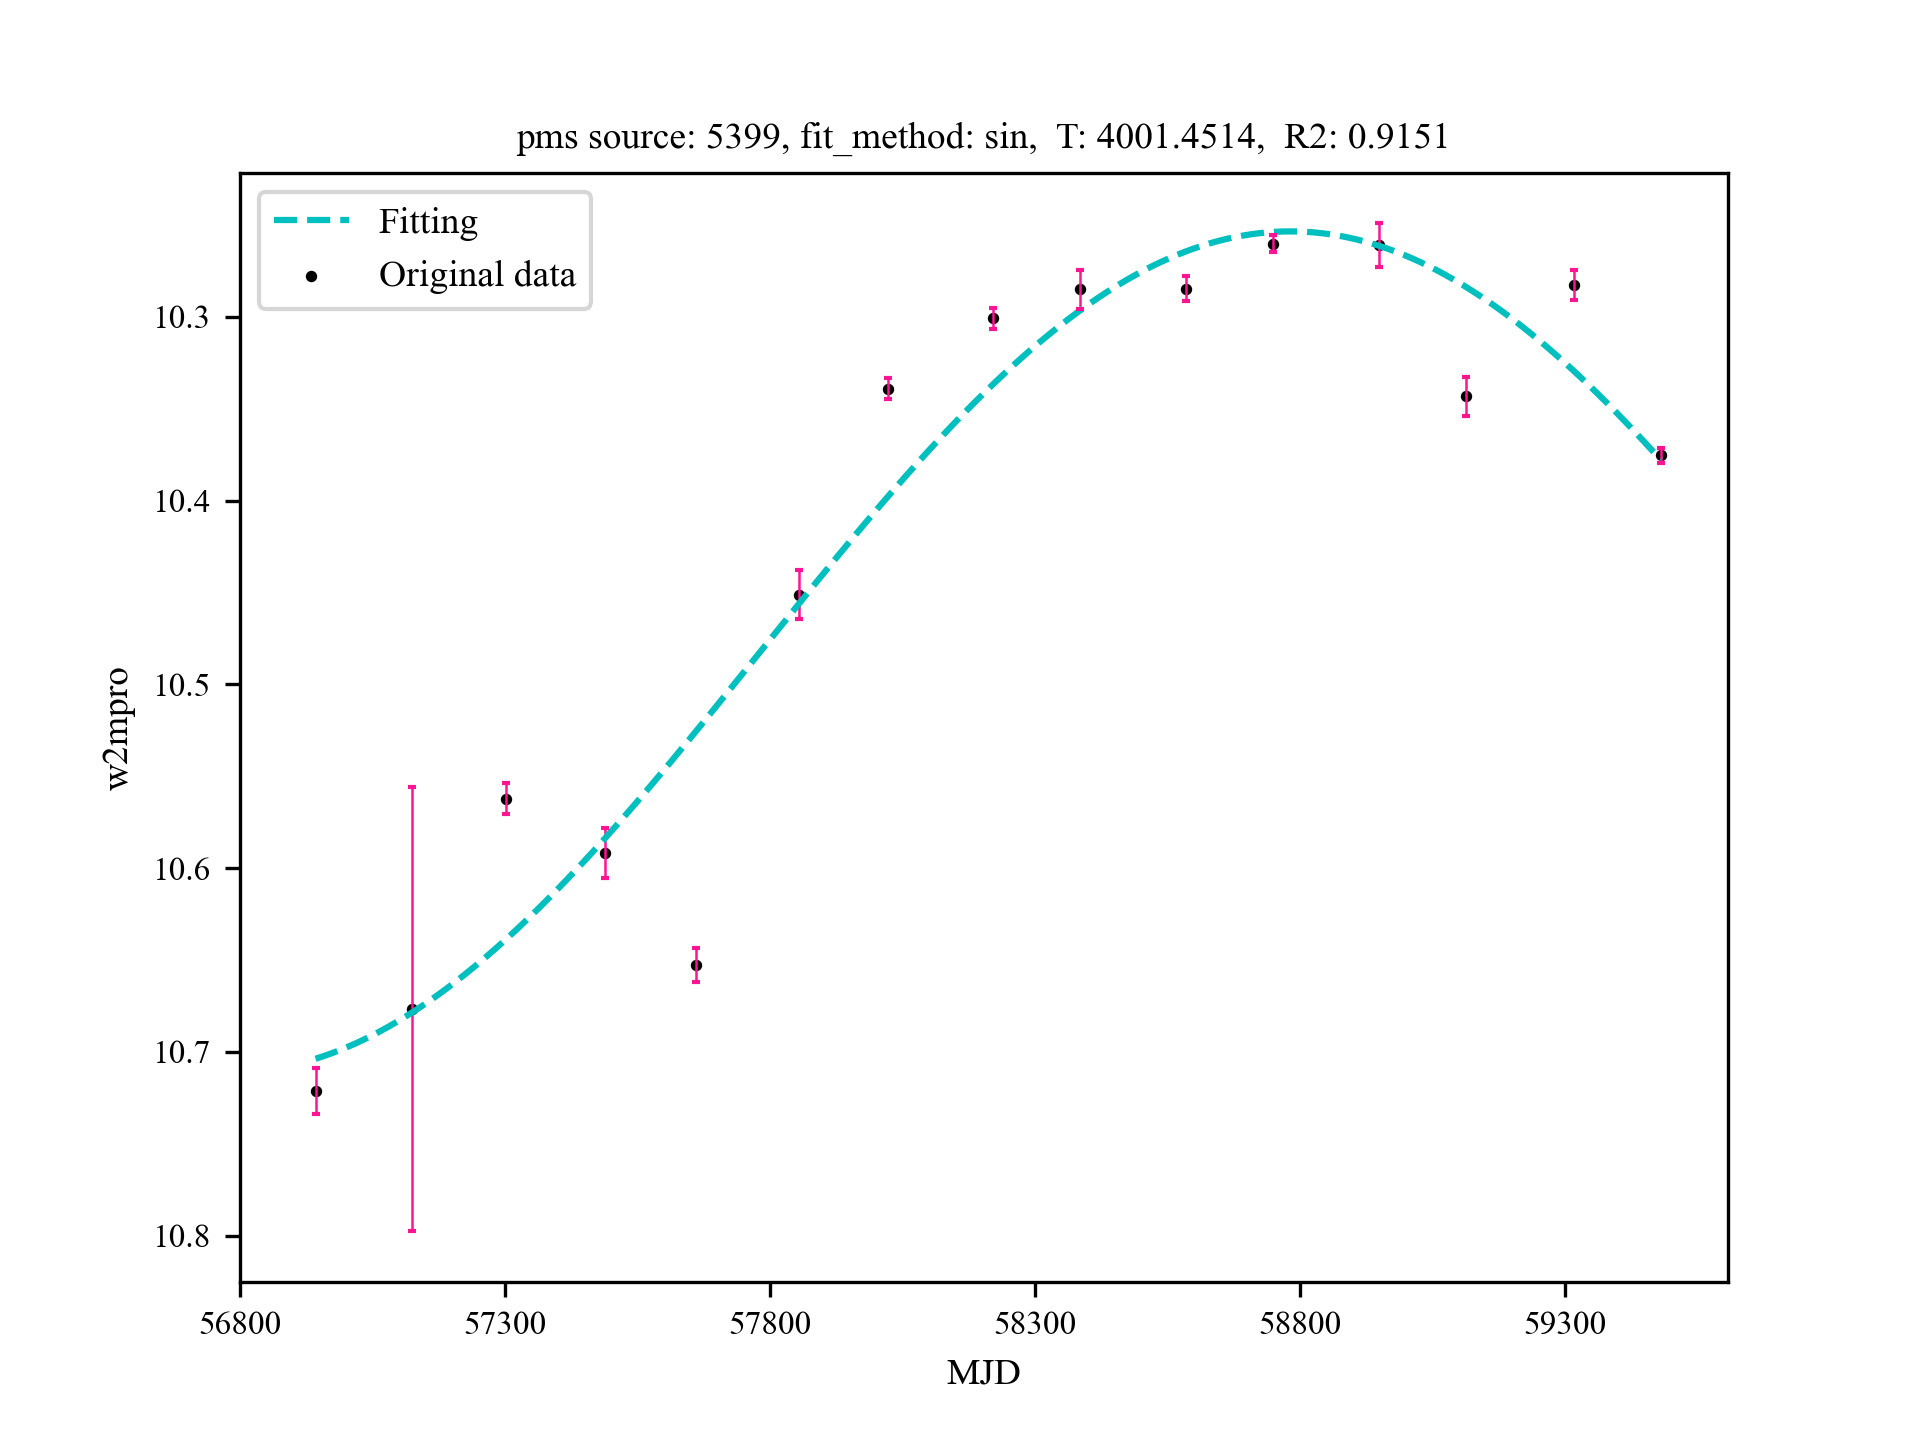 pms source: 5399, fit_method: sin,  T: 4001.4514,  R2: 0.9151
Fitting
Original data
10.3
10.4
10.5
10.6
10.7
10.8
w2mpro
56800 57300 57800 58300 58800 59300
MJD